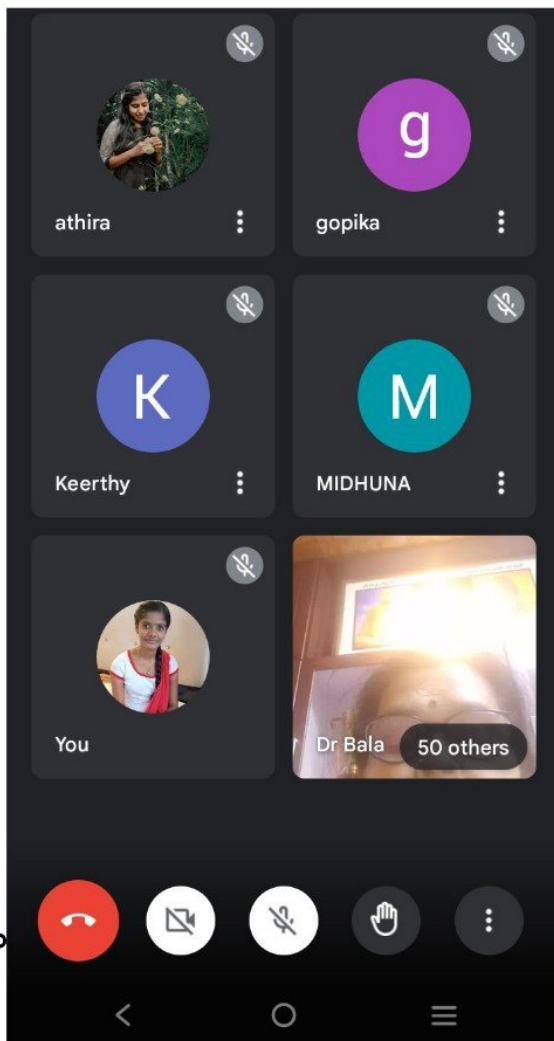 athira
g
gopika
K
Keerthy
M
MIDHUNA
You
Dr Bala
50 others